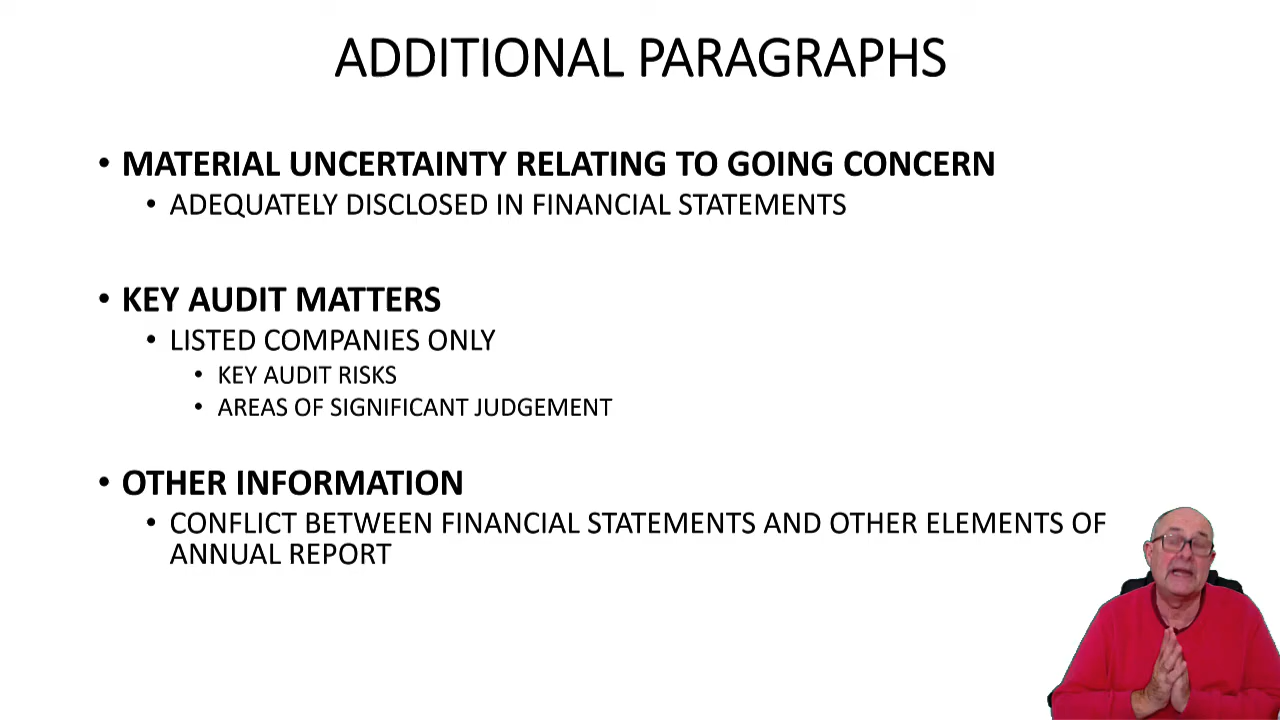 ADDITIONAL PARAGRAPHS
• MATERIAL UNCERTAINTY RELATING TO GOING CONCERN
• ADEQUATELY DISCLOSED IN FINANCIAL STATEMENTS
• KEY AUDIT MATTERS
• LISTED COMPANIES ONLY
• KEY AUDIT RISKS
• AREAS OF SIGNIFICANT JUDGEMENT
• OTHER INFORMATION
• CONFLICT BETWEEN FINANCIAL STATEMENTS AND OTHER ELEMENTS OF
ANNUAL REPORT